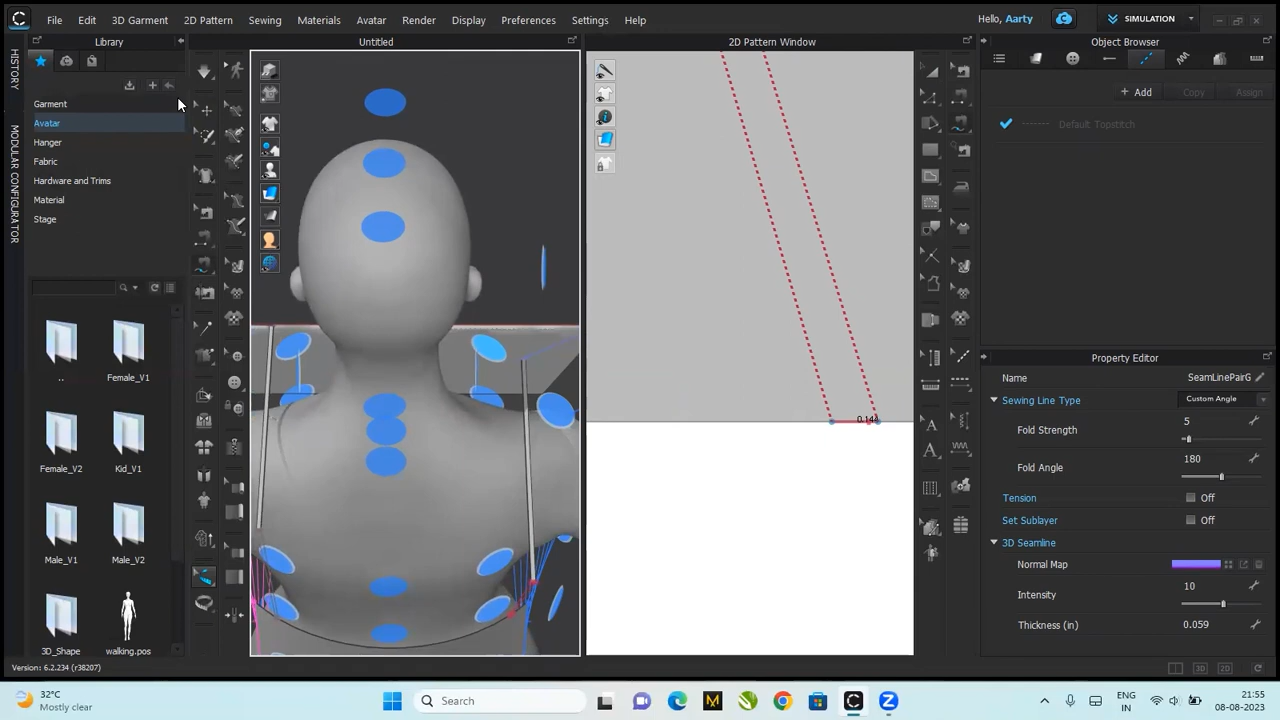 File Edit 3D Garment 2D Pattern Sewing Materials Avatar Render Display Preferences Settings Help
Hello, Aarty
SIMULATION
Library
Untitled
2D Pattern Window
Object Browser
HISTORY
MODULAR CONFIGURATOR
Garment
Avatar
Hanger
Fabric
Hardware and Trims
Material
Stage
..
Female_V1
Female_V2
Kid_V1
Male_V1
Male_V2
3D_Shape
walking.pos
+ Add Copy Assign
Default Topstitch
Property Editor
Name SeamLinePairG
Sewing Line Type Custom Angle
Fold Strength 5
Fold Angle 180
Tension Off
Set Sublayer Off
3D Seamline
Normal Map
Intensity 10
Thickness (in) 0.059
Version: 6.2.234 (r38207)
3D 2D
32°C
Mostly clear
Search
ENG
IN
21:55
08-08-2023